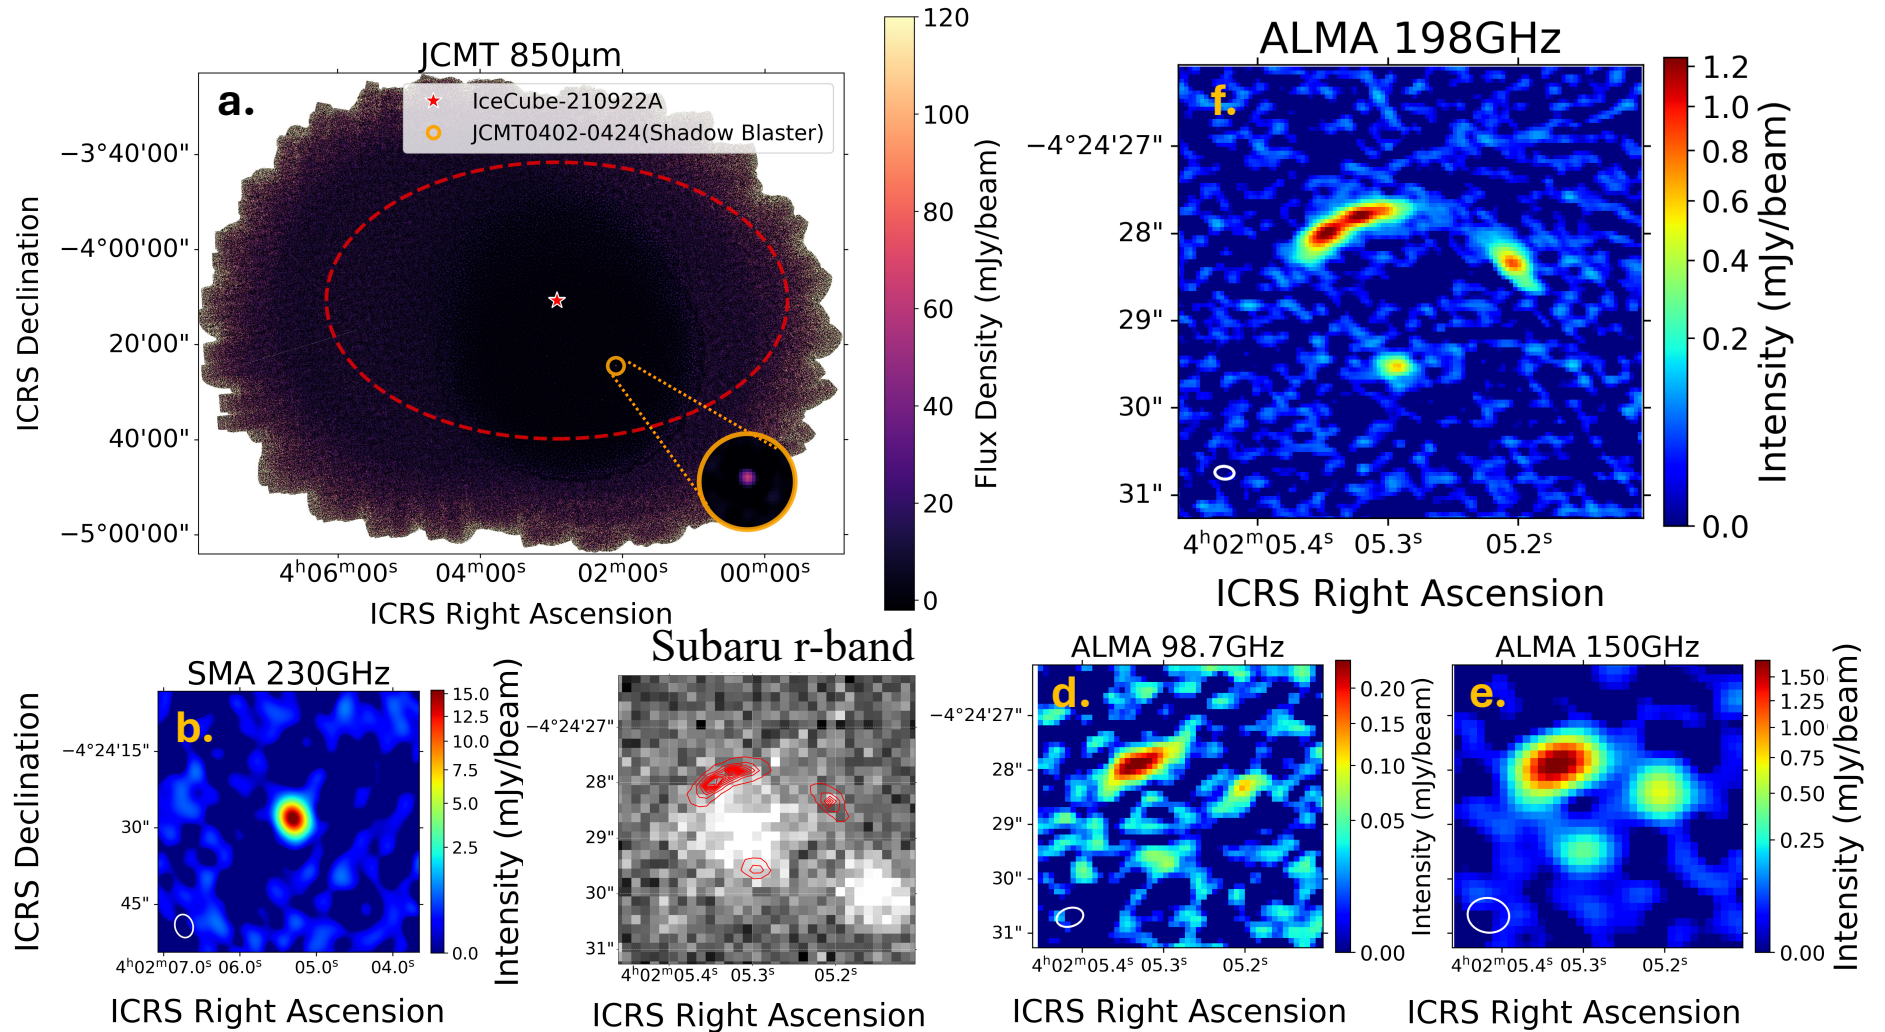 JCMT 850μm
a.
IceCube-210922A
JCMT0402-0424(Shadow Blaster)
−3°40'00"
−4°00'00"
20'00"
40'00"
−5°00'00"
ICRS Declination
4ʰ06ᵐ00ˢ 04ᵐ00ˢ 02ᵐ00ˢ 00ᵐ00ˢ
ICRS Right Ascension
120
100
80
60
40
20
0
Flux Density (mJy/beam)
ALMA 198GHz
f.
−4°24'27"
28"
29"
30"
31"
4ʰ02ᵐ05.4ˢ 05.3ˢ 05.2ˢ
ICRS Right Ascension
1.2
1.0
0.8
0.6
0.4
0.2
0.0
Intensity (mJy/beam)
SMA 230GHz
b.
−4°24'15"
30"
45"
ICRS Declination
4ʰ02ᵐ07.0ˢ 06.0ˢ 05.0ˢ 04.0ˢ
ICRS Right Ascension
15.0
12.5
10.0
7.5
5.0
2.5
0.0
Intensity (mJy/beam)
Subaru r-band
−4°24'27"
28"
29"
30"
31"
4ʰ02ᵐ05.4ˢ 05.3ˢ 05.2ˢ
ICRS Right Ascension
ALMA 98.7GHz
d.
−4°24'27"
28"
29"
30"
31"
4ʰ02ᵐ05.4ˢ 05.3ˢ 05.2ˢ
ICRS Right Ascension
0.20
0.15
0.10
0.05
0.00
Intensity (mJy/beam)
ALMA 150GHz
e.
4ʰ02ᵐ05.4ˢ 05.3ˢ 05.2ˢ
ICRS Right Ascension
1.50
1.25
1.00
0.75
0.50
0.25
0.00
Intensity (mJy/beam)